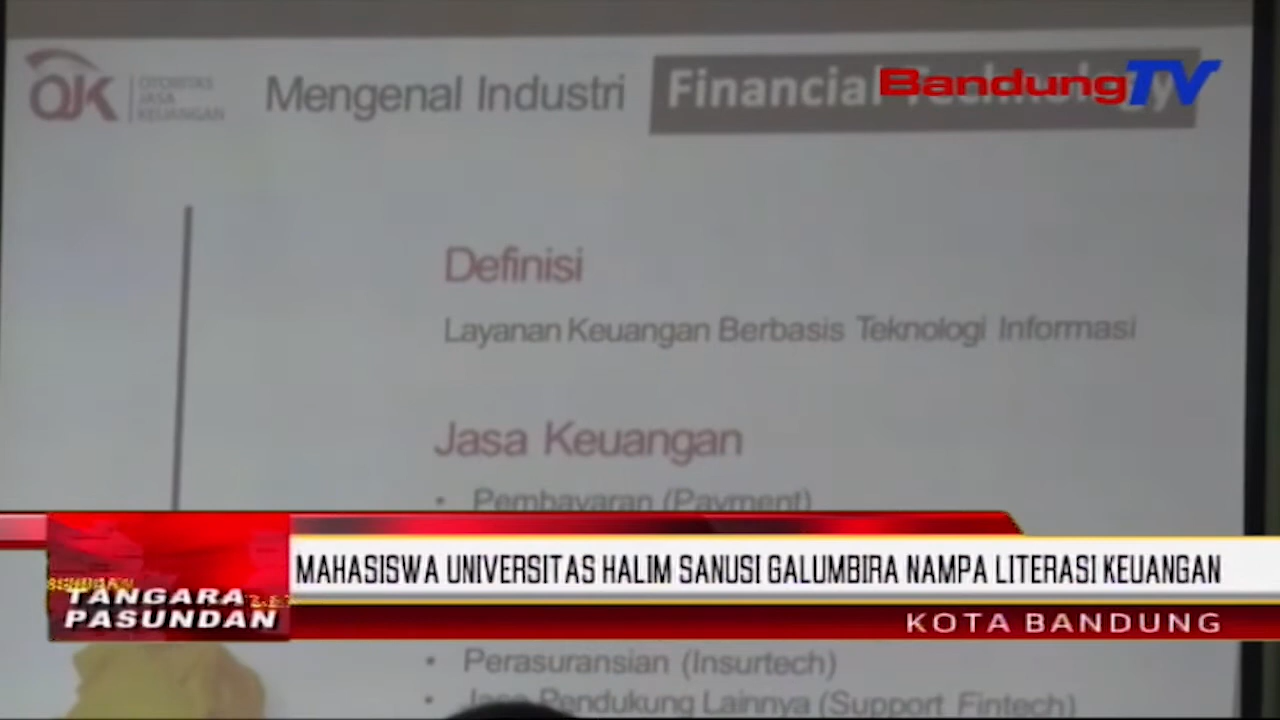 OJK
OTORITAS
JASA
KEUANGAN
Mengenal Industri
Financial Technology
BandungTV
Definisi
Layanan Keuangan Berbasis Teknologi Informasi
Jasa Keuangan
• Pembayaran (Payment)
MAHASISWA UNIVERSITAS HALIM SANUSI GALUMBIRA NAMPA LITERASI KEUANGAN
TANGARA
PASUNDAN
KOTA BANDUNG
• Perasuransian (Insurtech)
• Jasa Pendukung Lainnya (Support Fintech)